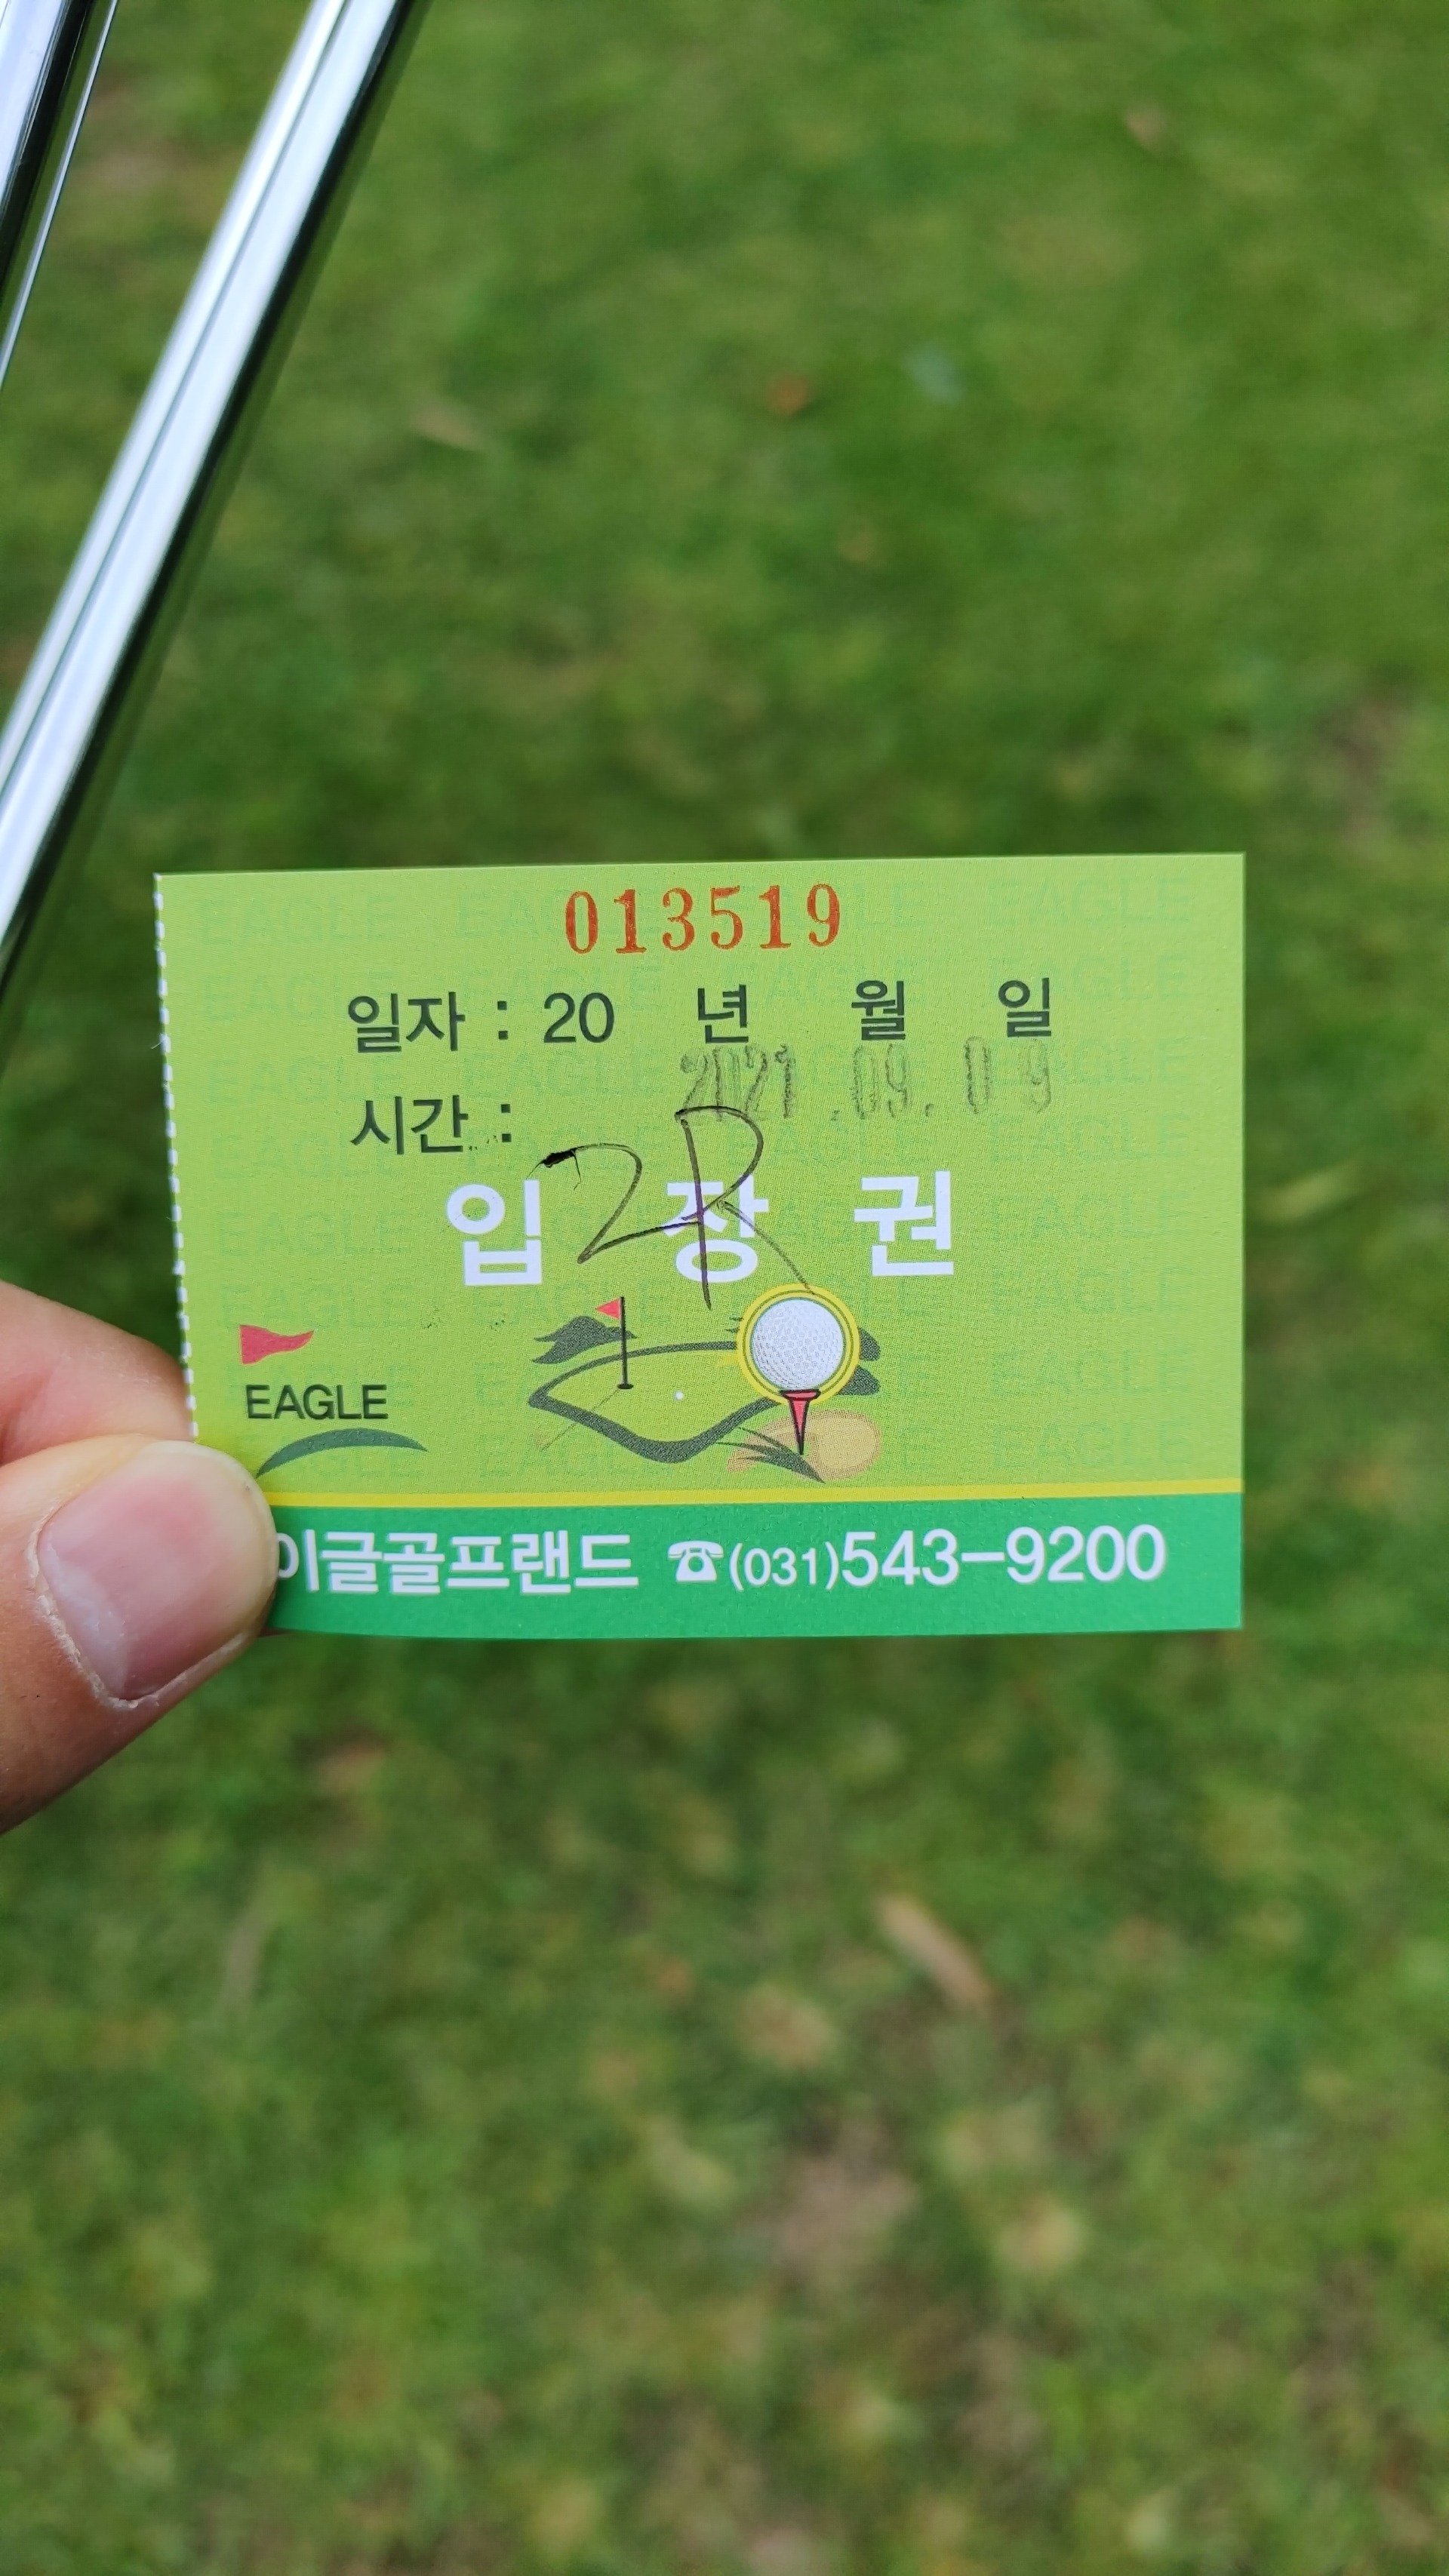 013519
일자 : 20 년 월 일
2021.09.09
시간 :
2R
입장권
EAGLE
이글골프랜드 ☎(031)543-9200